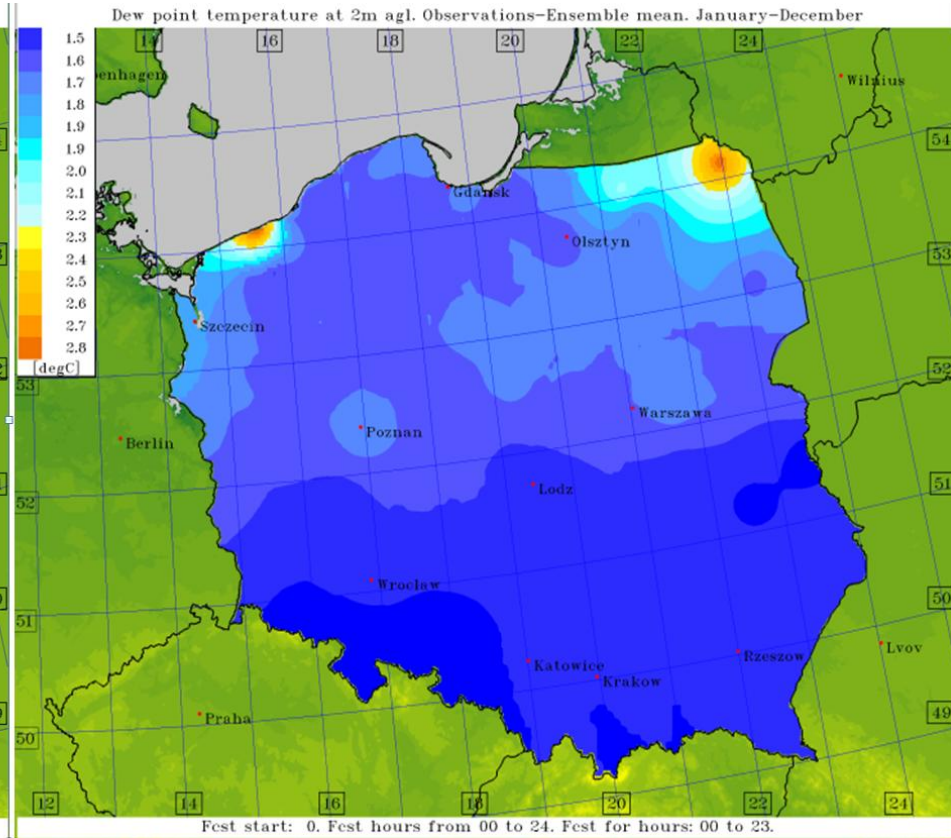 Dew point temperature at 2m agl. Observations-Ensemble mean. January-December
14 16 18 20 22 24
1.5
1.6
1.7
1.8
1.9
1.9
2.0
2.1
2.2
2.3
2.4
2.5
2.6
2.7
2.8
[degC]
enhagen
Wilnius
54
Gdansk
Olsztyn
53
Szczecin
52
53
Warszawa
Poznan
Berlin
51
Lodz
52
Wroclaw
50
51
Lvov
Rzeszow
Katowice
Krakow
49
Praha
50
12 14 16 18 20 22 24
Fcst start: 0. Fcst hours from 00 to 24. Fcst for hours: 00 to 23.